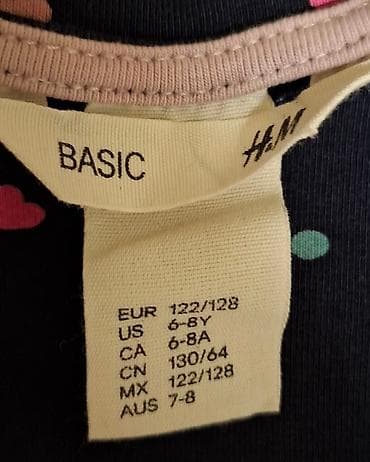 BASIC H&M
EUR 122/128
US 6-8Y
CA 6-8A
CN 130/64
MX 122/128
AUS 7-8